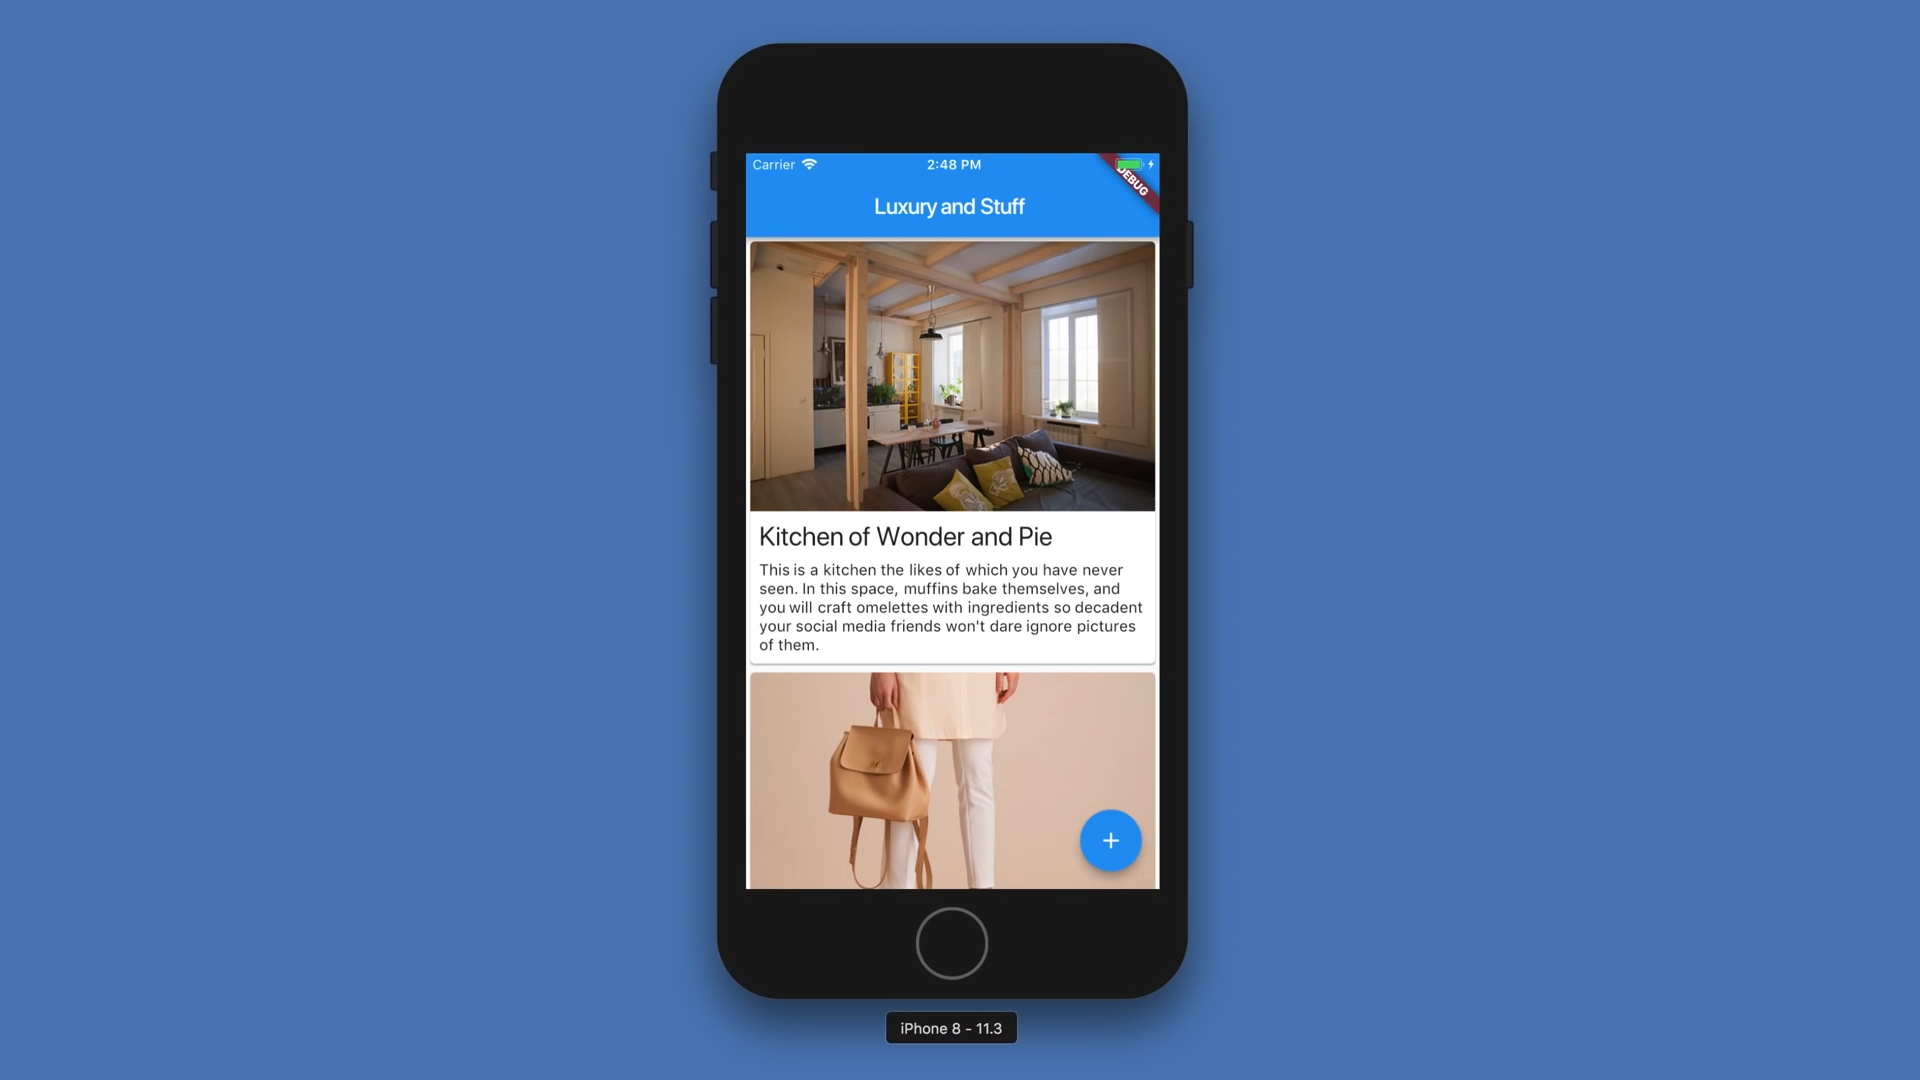 Carrier
2:48 PM
DEBUG
Luxury and Stuff
Kitchen of Wonder and Pie
This is a kitchen the likes of which you have never
seen. In this space, muffins bake themselves, and
you will craft omelettes with ingredients so decadent
your social media friends won't dare ignore pictures
of them.
iPhone 8 - 11.3